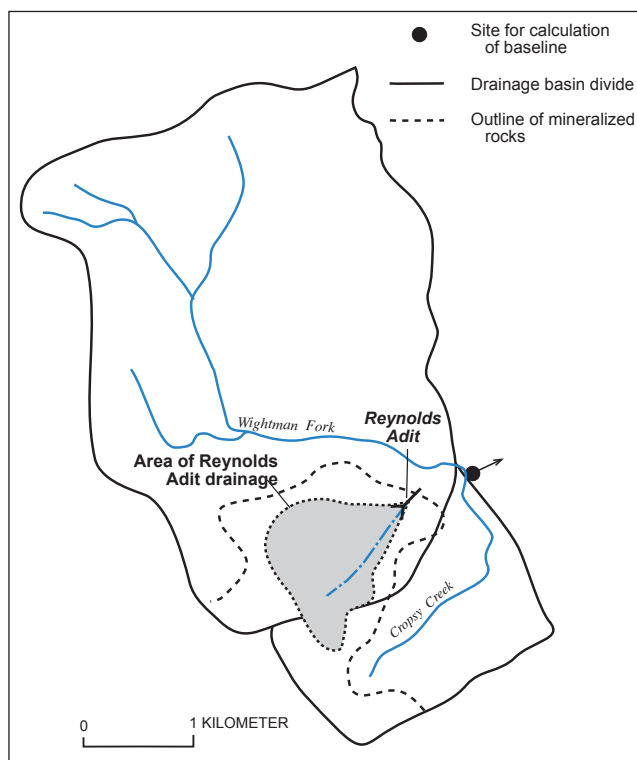 Site for calculation
of baseline
Drainage basin divide
Outline of mineralized
rocks
Wightman Fork
Reynolds
Adit
Area of Reynolds
Adit drainage
Cropsy Creek
0
1 KILOMETER